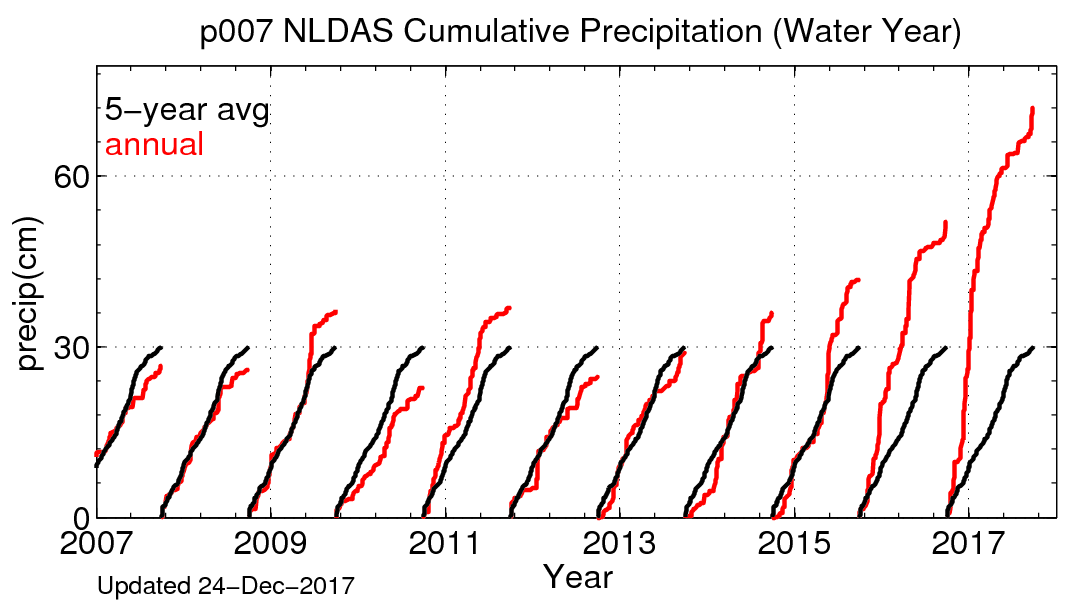 p007 NLDAS Cumulative Precipitation (Water Year)
5−year avg
annual
60
30
0
precip(cm)
2007 2009 2011 2013 2015 2017
Year
Updated 24−Dec−2017